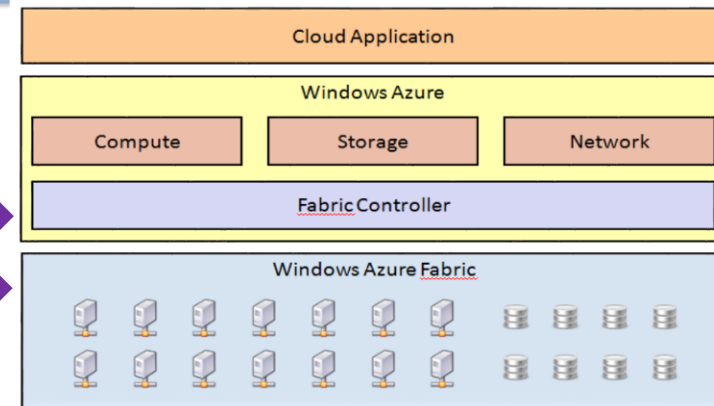 Cloud Application
Windows Azure
Compute Storage Network
Fabric Controller
Windows Azure Fabric